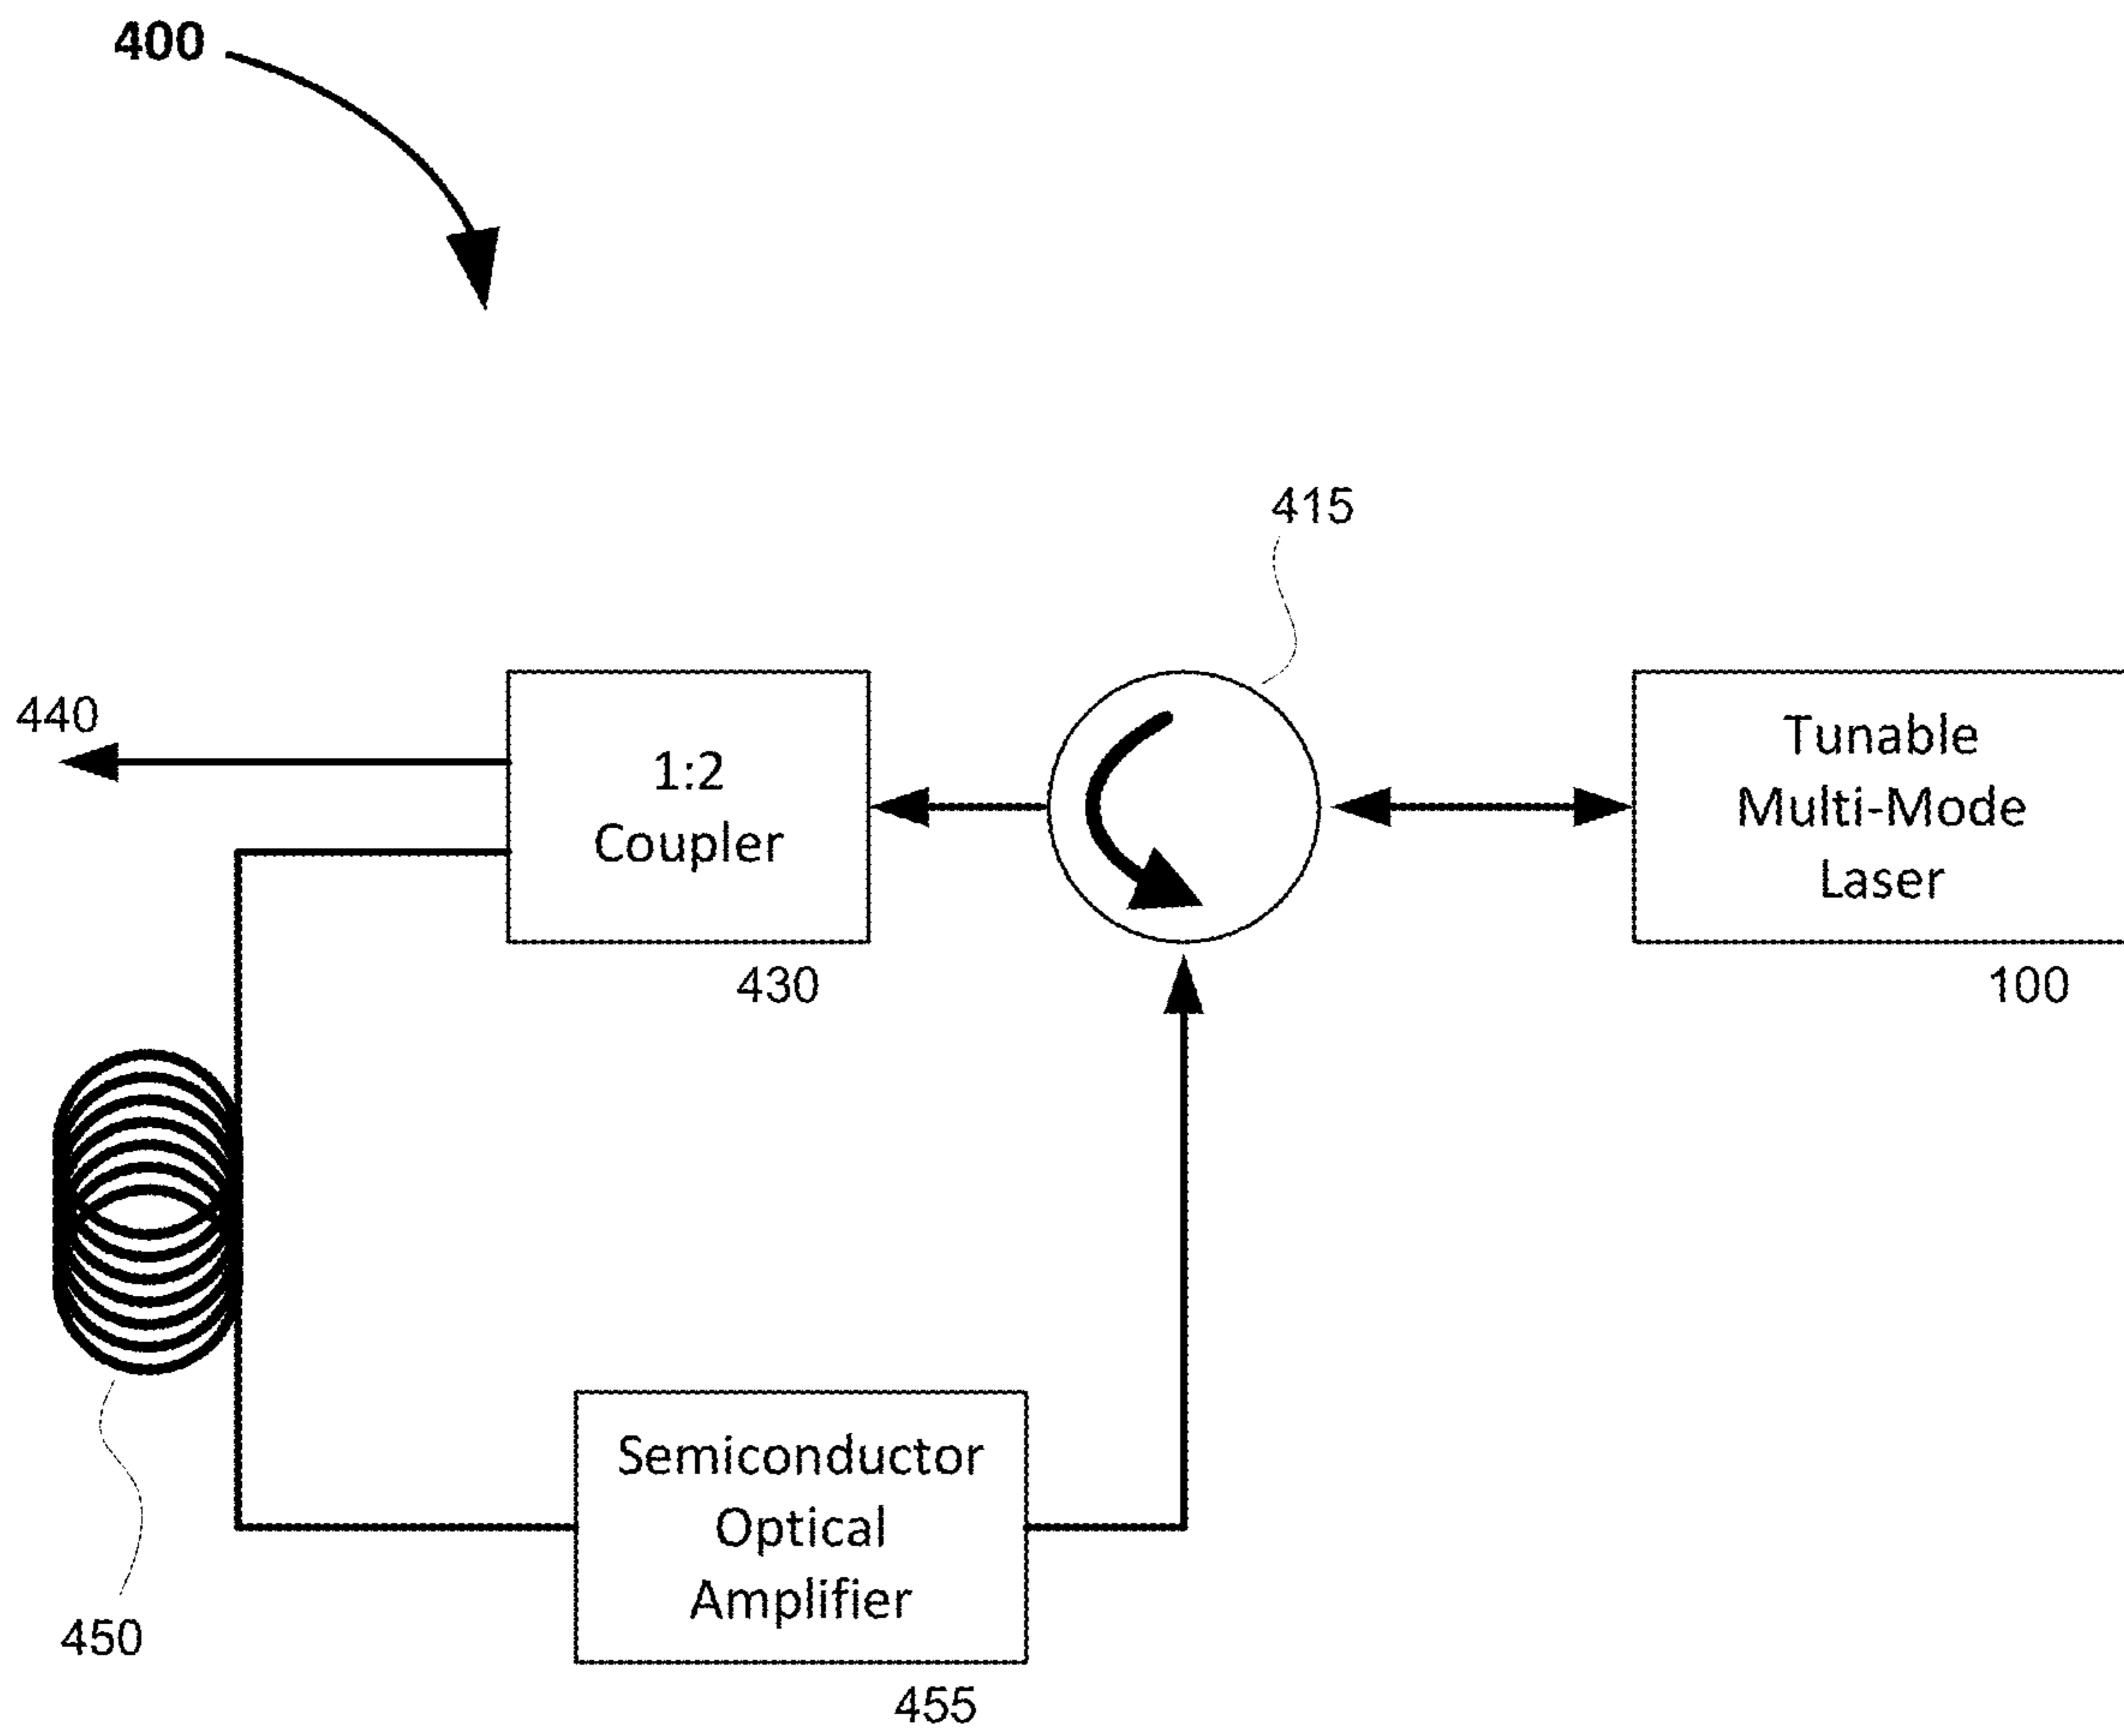 400
415
440
1:2
Coupler
430
Tunable
Multi-Mode
Laser
100
450
Semiconductor
Optical
Amplifier
455